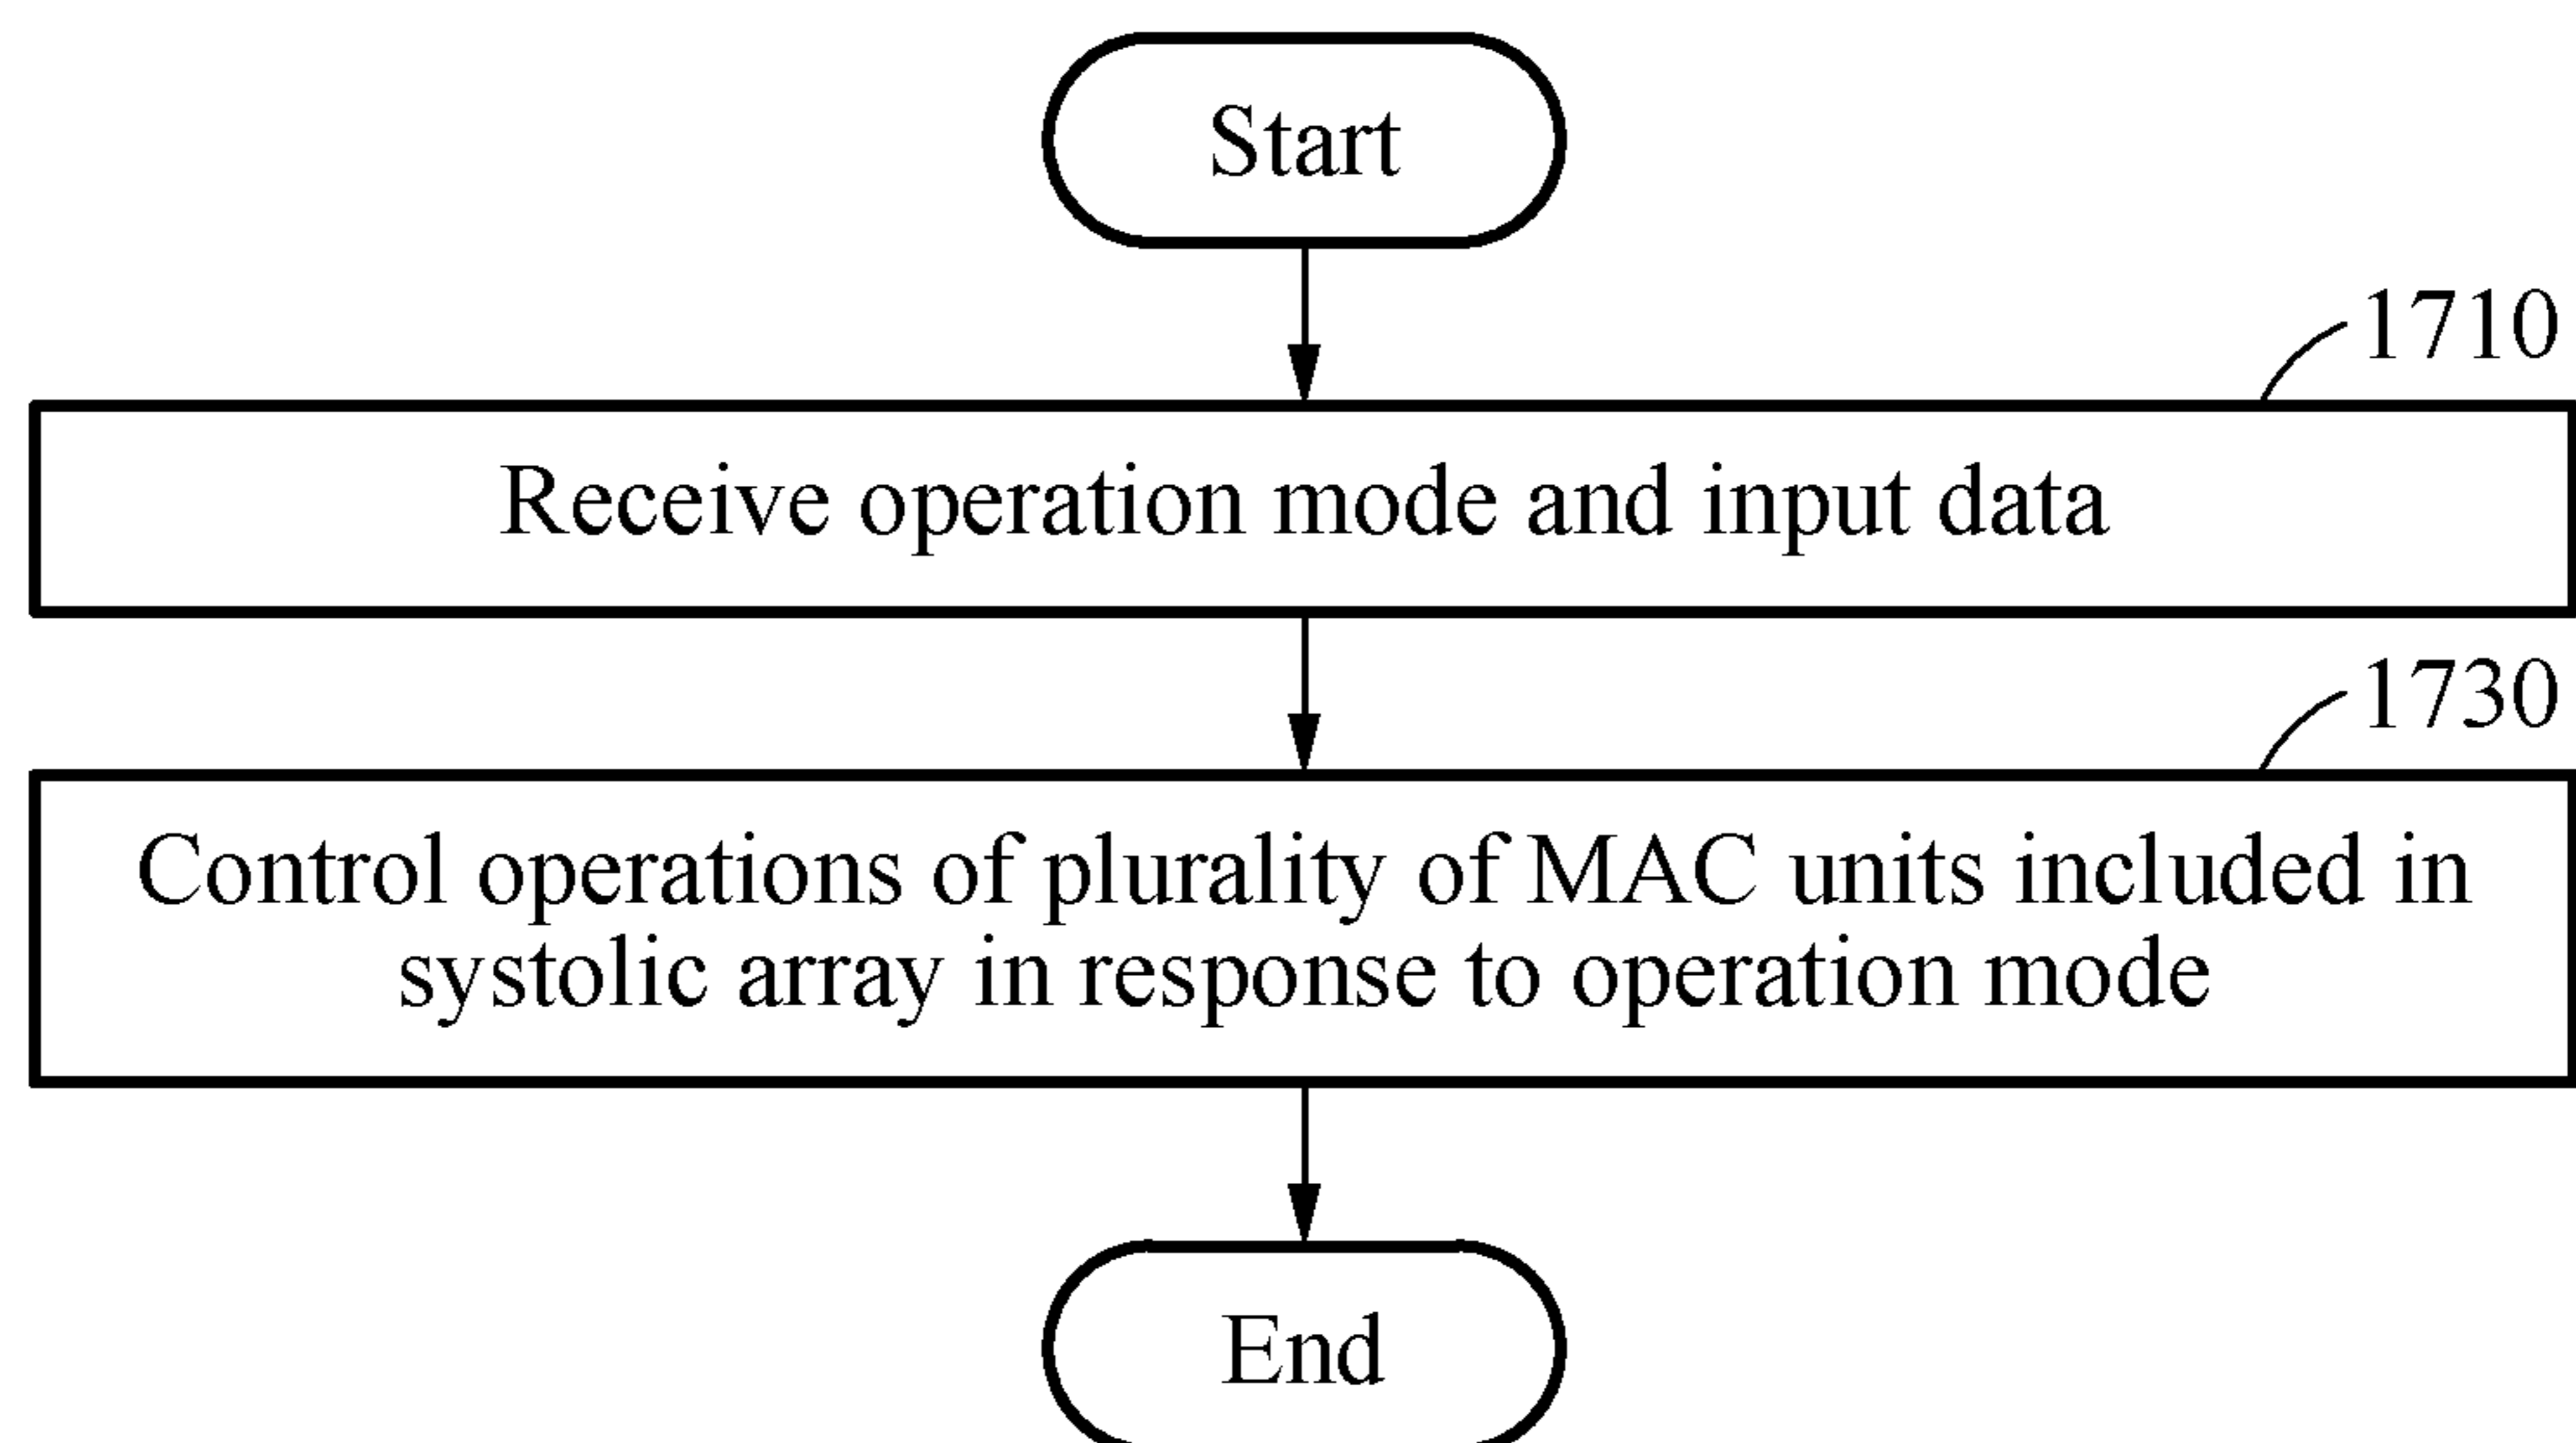 Start
1710
Receive operation mode and input data
1730
Control operations of plurality of MAC units included in
systolic array in response to operation mode
End